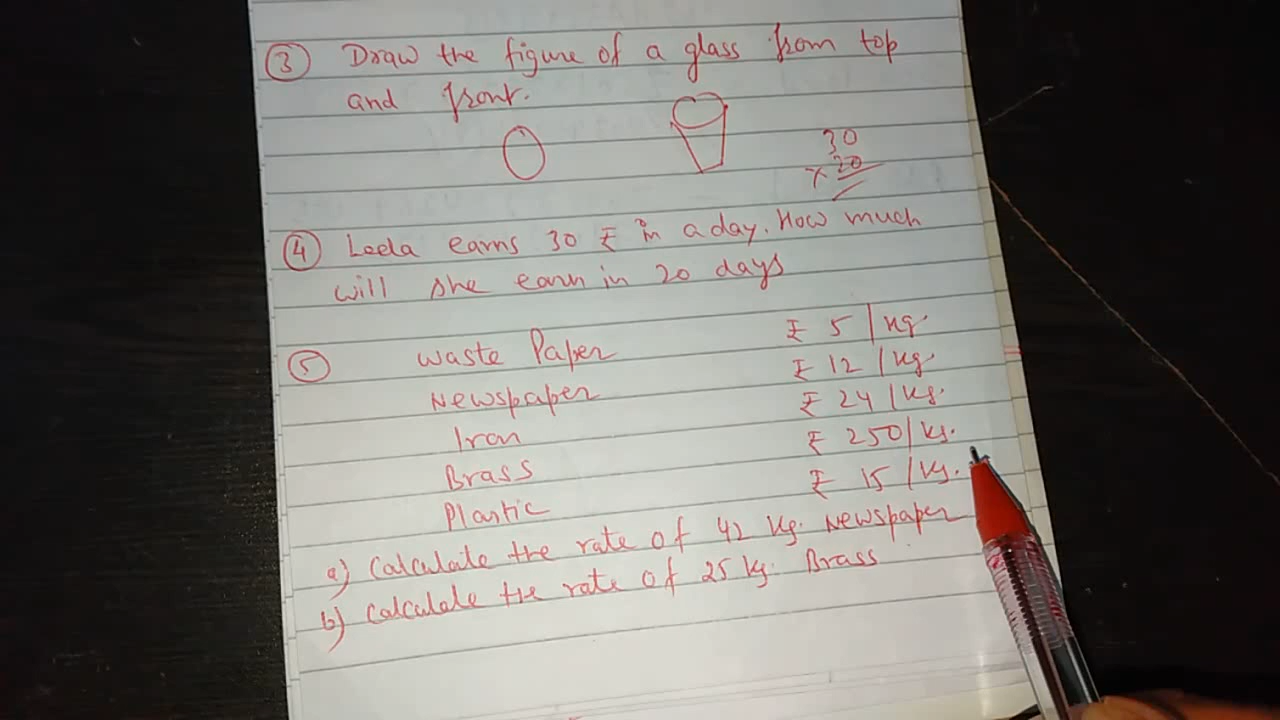 ③ Draw the figure of a glass from top
and front.
30
× 20
④ Leela earns 30 ₹ in a day. How much
will she earn in 20 days
⑤ Waste Paper ₹ 5 / kg.
Newspaper ₹ 12 / kg.
Iron ₹ 24 / kg.
Brass ₹ 250 / kg.
Plastic ₹ 15 / kg.
a) Calculate the rate of 42 kg. Newspaper
b) Calculate the rate of 25 kg. Brass